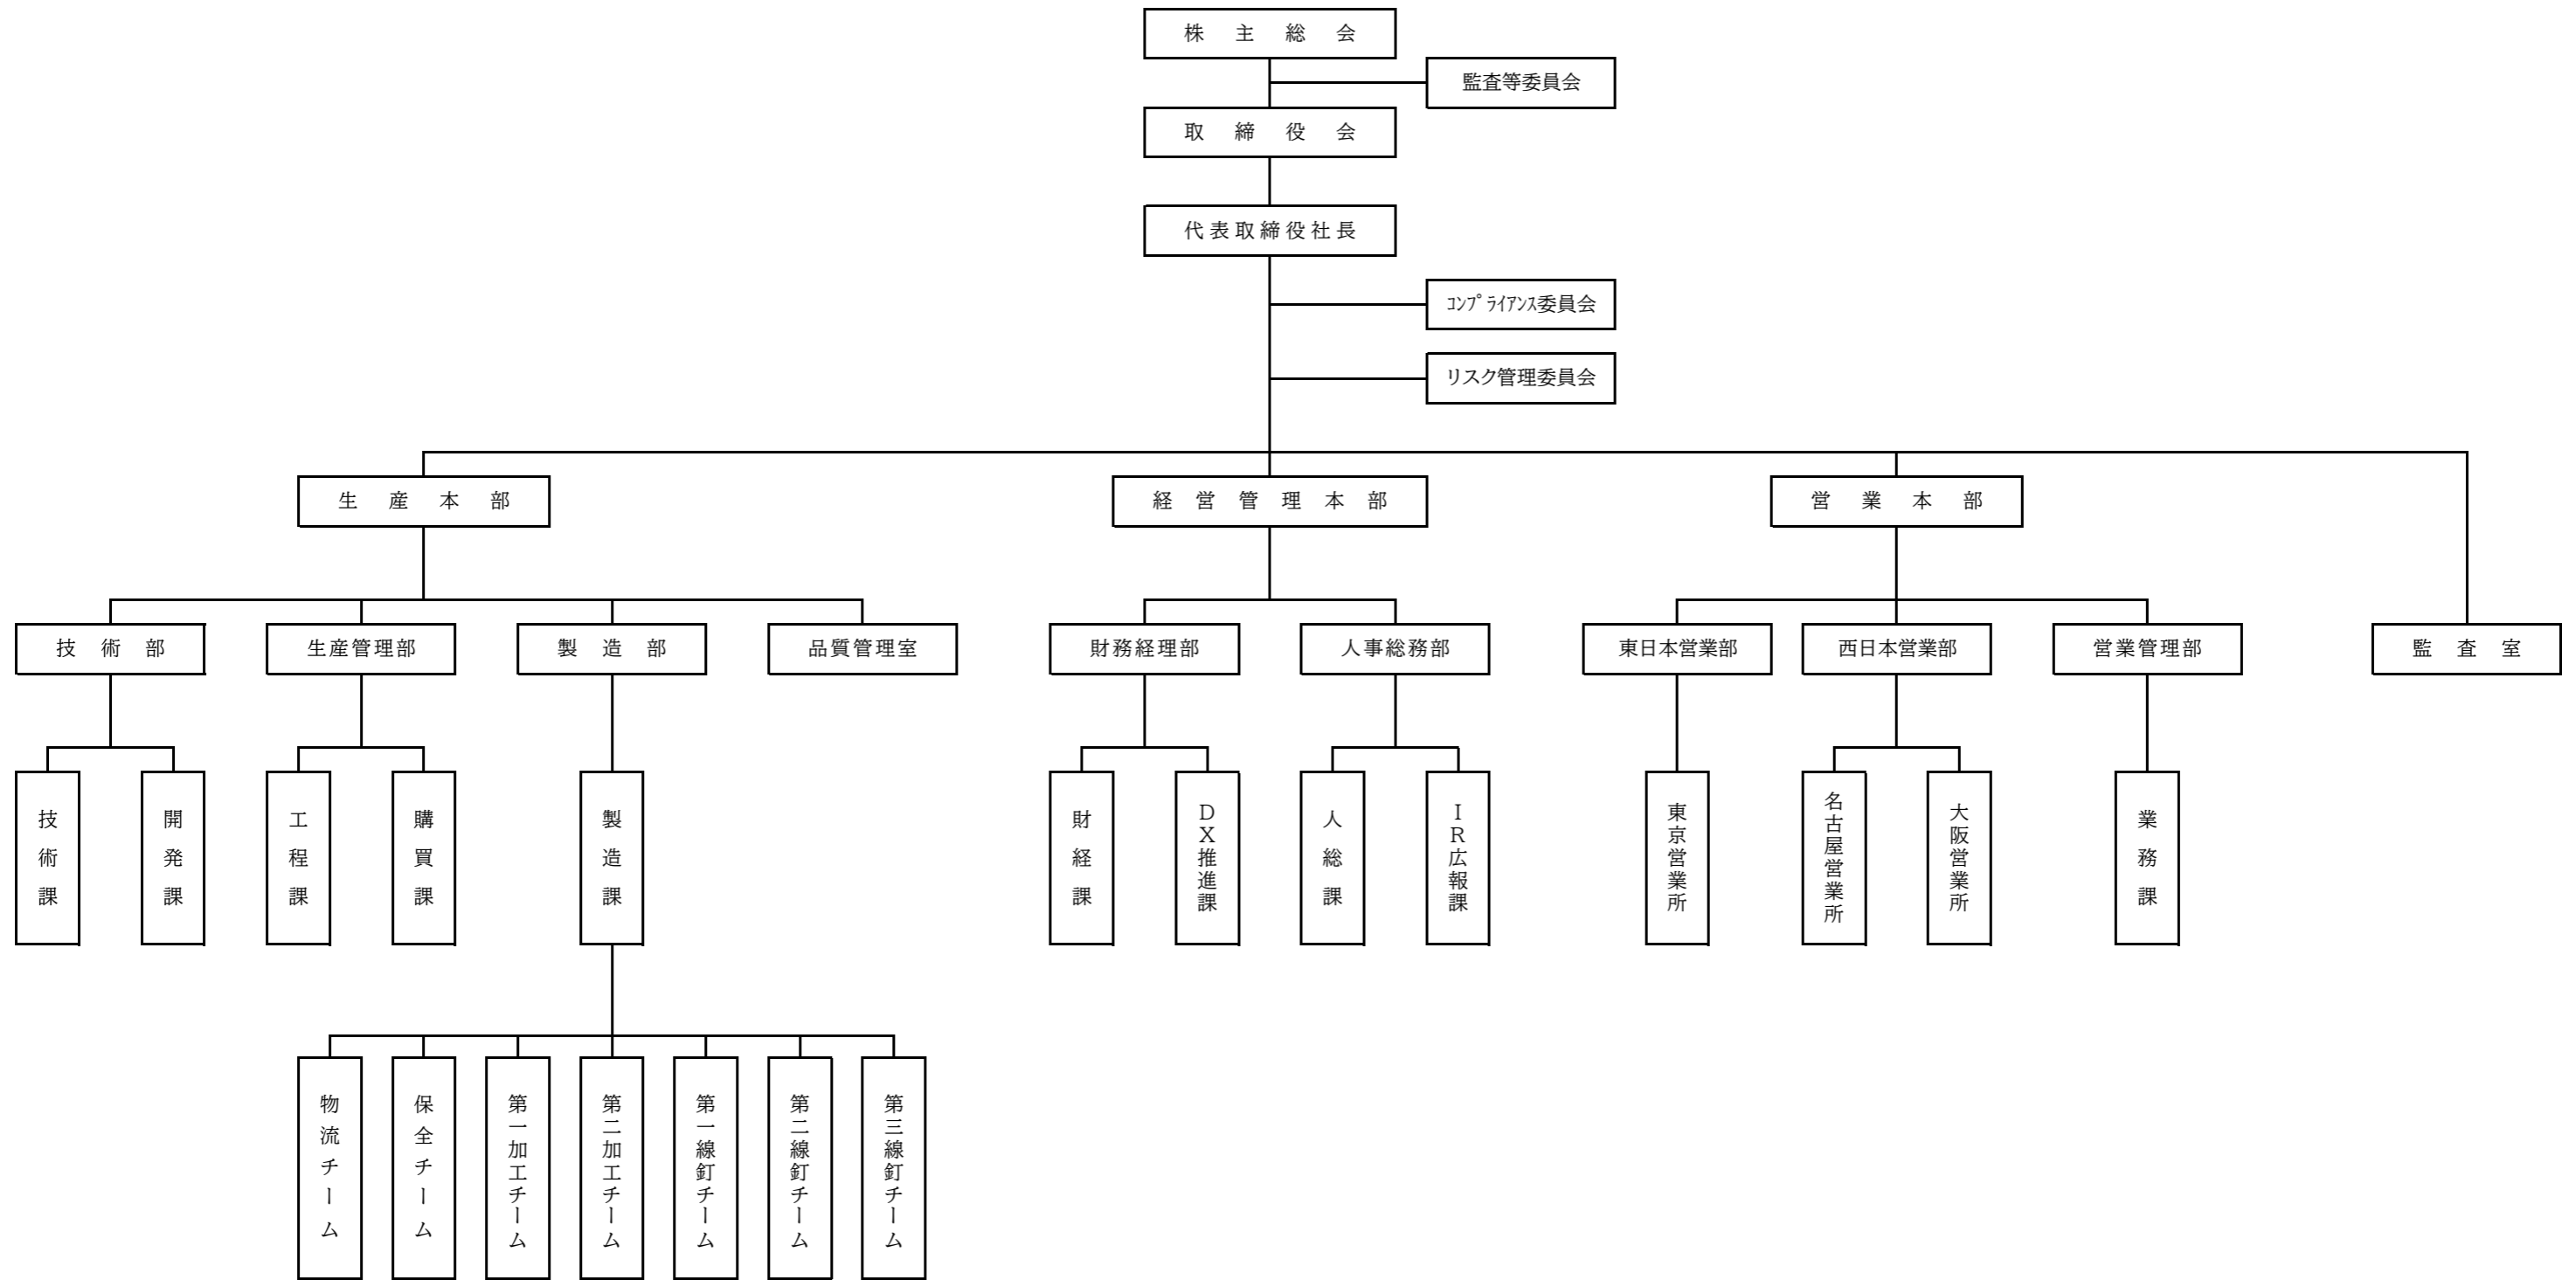 株主総会
監査等委員会
取締役会
代表取締役社長
ｺﾝﾌﾟﾗｲｱﾝｽ委員会
リスク管理委員会
生産本部
経営管理本部
営業本部
技術部
生産管理部
製造部
品質管理室
財務経理部
人事総務部
東日本営業部
西日本営業部
営業管理部
監査室
技術課
開発課
工程課
購買課
製造課
財経課
ＤＸ推進課
人総課
ＩＲ広報課
東京営業所
名古屋営業所
大阪営業所
業務課
物流チーム
保全チーム
第一加工チーム
第二加工チーム
第一線釘チーム
第二線釘チーム
第三線釘チーム